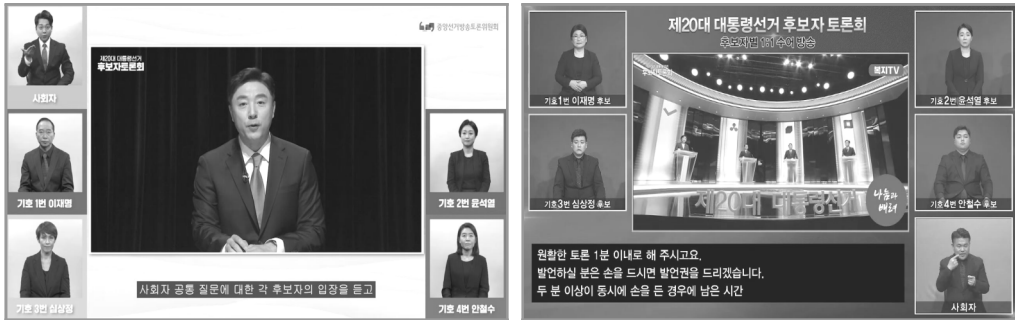 중앙선거방송토론위원회
제20대 대통령선거
후보자토론회
사회자
기호 1번 이재명
기호 2번 윤석열
기호 3번 심상정
기호 4번 안철수
사회자 공통 질문에 대한 각 후보자의 입장을 듣고
제20대 대통령선거 후보자 토론회
후보자별 1:1 수어 방송
후보자토론회
복지TV
기호1번 이재명 후보
기호2번 윤석열 후보
기호3번 심상정 후보
기호4번 안철수 후보
제20대 대통령선거
나눔과
배려
원활한 토론 1분 이내로 해 주시고요.
발언하실 분은 손을 드시면 발언권을 드리겠습니다.
두 분 이상이 동시에 손을 든 경우에 남은 시간
사회자